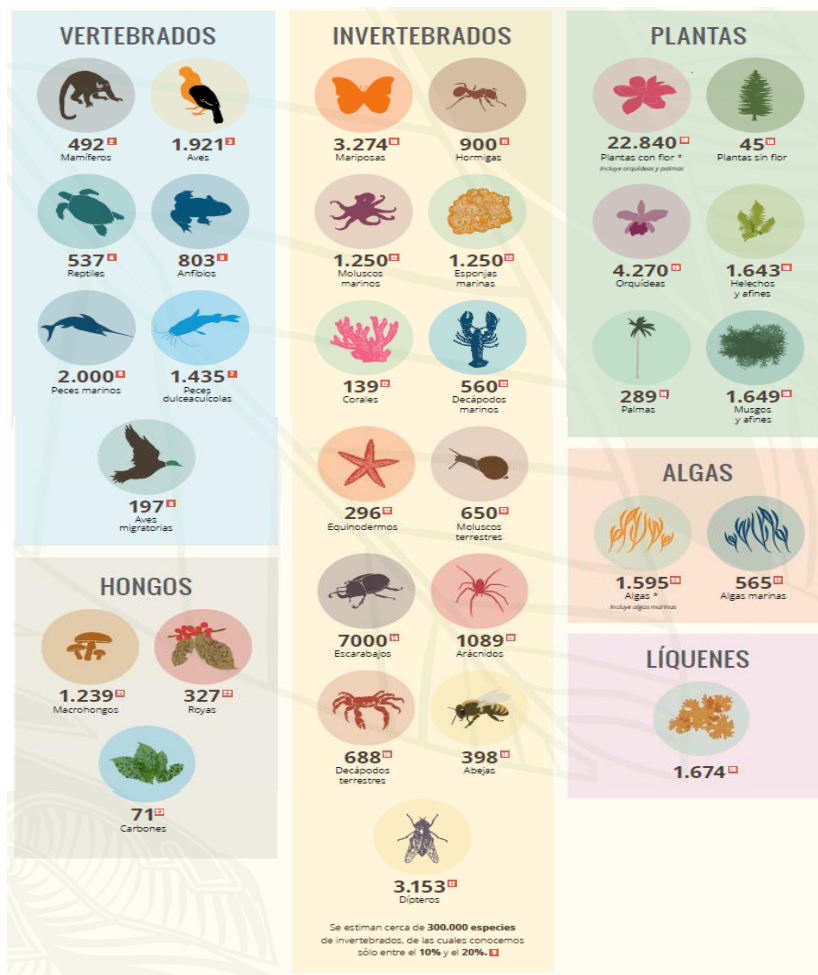 VERTEBRADOS
492
Mamíferos
1.921
Aves
537
Reptiles
803
Anfibios
2.000
Peces marinos
1.435
Peces
dulceacuícolas
197
Aves
migratorias
HONGOS
1.239
Macrohongos
327
Royas
71
Carbones
INVERTEBRADOS
3.274
Mariposas
900
Hormigas
1.250
Moluscos
marinos
1.250
Esponjas
marinas
139
Corales
560
Decápodos
marinos
296
Equinodermos
650
Moluscos
terrestres
7000
Escarabajos
1089
Arácnidos
688
Decápodos
terrestres
398
Abejas
3.153
Dípteros
Se estiman cerca de 300.000 especies
de invertebrados, de las cuales conocemos
sólo entre el 10% y el 20%.
PLANTAS
22.840
Plantas con flor *
Incluye orquídeas y palmas
45
Plantas sin flor
4.270
Orquídeas
1.643
Helechos
y afines
289
Palmas
1.649
Musgos
y afines
ALGAS
1.595
Algas *
Incluye algas marinas
565
Algas marinas
LÍQUENES
1.674